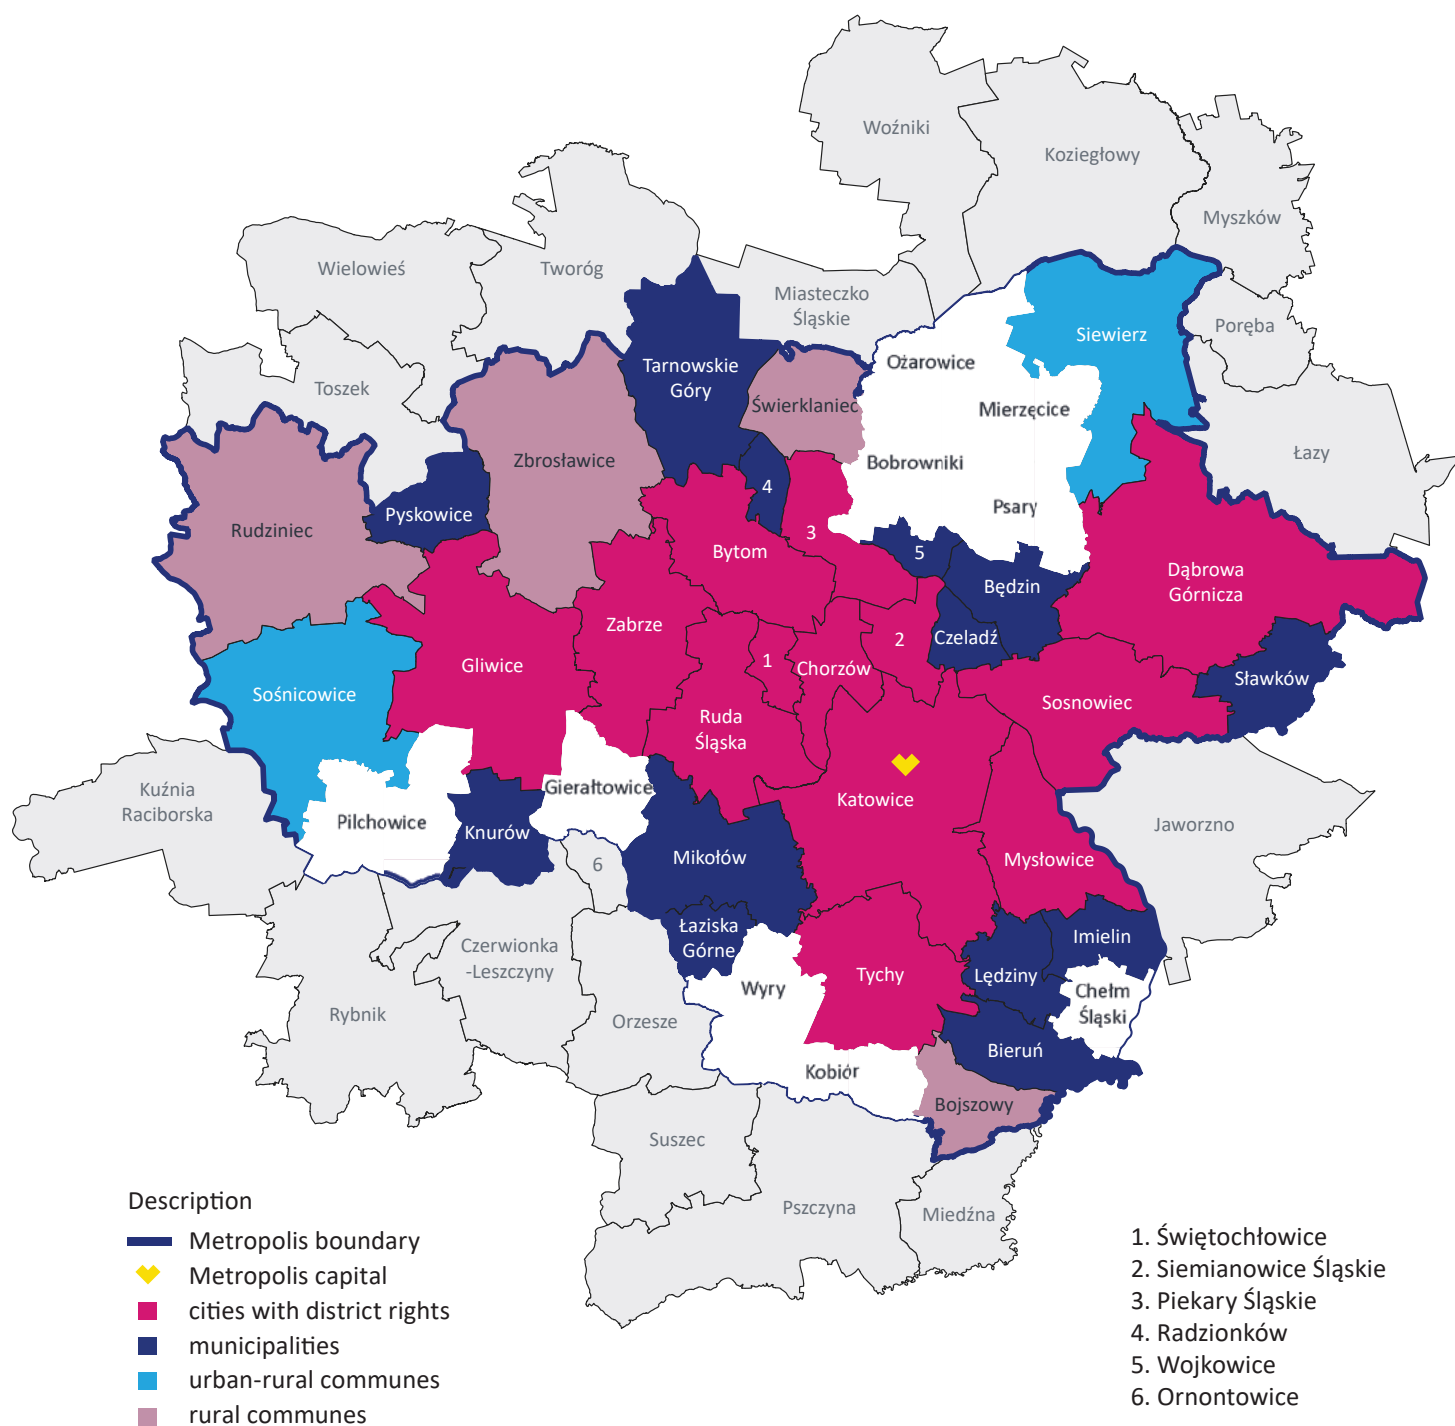 Woźniki
Koziegłowy
Myszków
Wielowieś
Tworóg
Miasteczko
Śląskie
Poręba
Siewierz
Ożarowice
Tarnowskie
Góry
Toszek
Świerklaniec
Mierzęcice
Łazy
Zbrosławice
Bobrowniki
4
Psary
Pyskowice
Rudziniec
3
Bytom
5
Będzin
Dąbrowa
Górnicza
Zabrze
Czeladź
2
1
Gliwice
Chorzów
Sławków
Sośnicowice
Sosnowiec
Ruda
Śląska
Kuźnia
Raciborska
Gierałtowice
Katowice
Pilchowice
Knurów
Jaworzno
Mikołów
Mysłowice
6
Łaziska
Górne
Imielin
Czerwionka
-Leszczyny
Tychy
Lędziny
Wyry
Chełm
Śląski
Rybnik
Orzesze
Bieruń
Kobiór
Bojszowy
Suszec
Pszczyna
Miedźna
Description
Metropolis boundary
Metropolis capital
cities with district rights
municipalities
urban-rural communes
rural communes
1. Świętochłowice
2. Siemianowice Śląskie
3. Piekary Śląskie
4. Radzionków
5. Wojkowice
6. Ornontowice